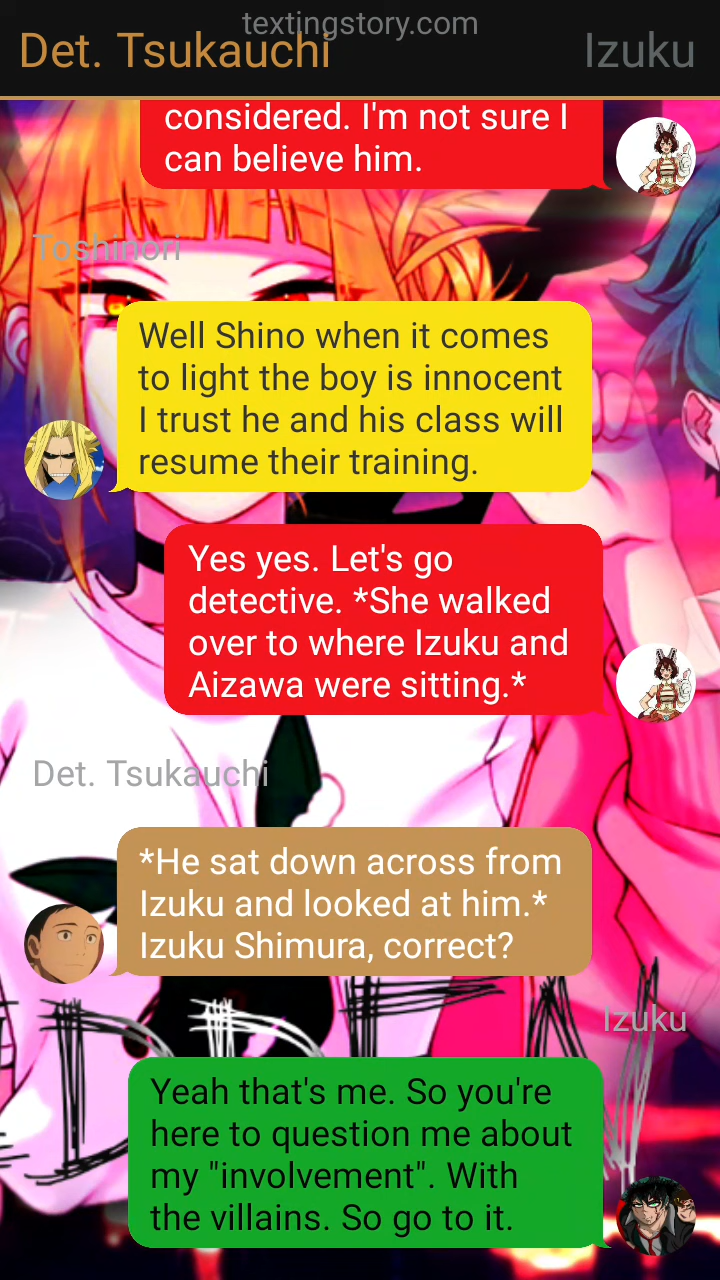 textingstory.com
Det. Tsukauchi
Izuku
considered. I'm not sure I
can believe him.
Toshinori
Well Shino when it comes
to light the boy is innocent
I trust he and his class will
resume their training.
Yes yes. Let's go
detective. *She walked
over to where Izuku and
Aizawa were sitting.*
Det. Tsukauchi
*He sat down across from
Izuku and looked at him.*
Izuku Shimura, correct?
Izuku
Yeah that's me. So you're
here to question me about
my "involvement". With
the villains. So go to it.